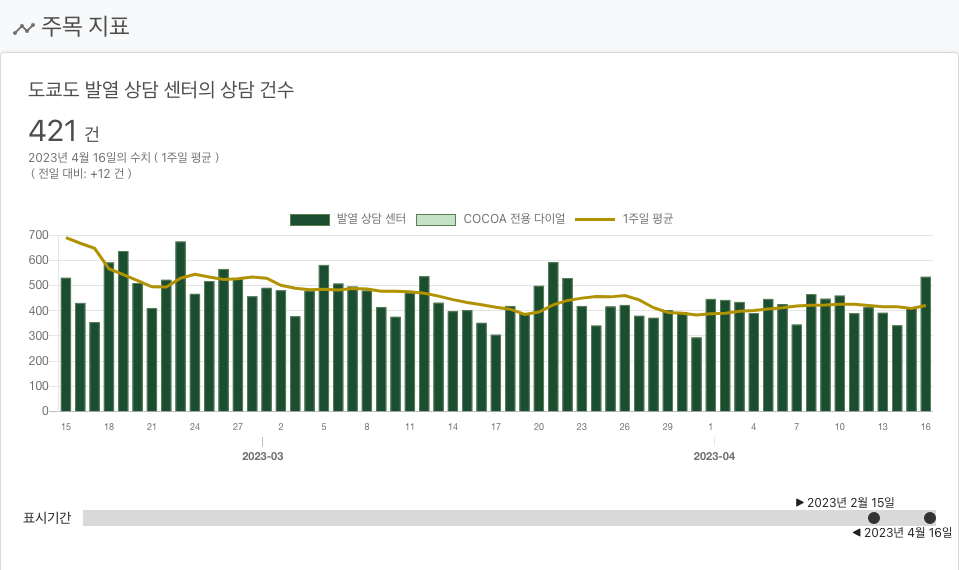 주목 지표
도쿄도 발열 상담 센터의 상담 건수
421 건
2023년 4월 16일의 수치 ( 1주일 평균 )
( 전일 대비: +12 건 )
발열 상담 센터 COCOA 전용 다이얼 1주일 평균
700
600
500
400
300
200
100
0
15 18 21 24 27 2 5 8 11 14 17 20 23 26 29 1 4 7 10 13 16
2023-03 2023-04
▶ 2023년 2월 15일
표시기간
◀ 2023년 4월 16일